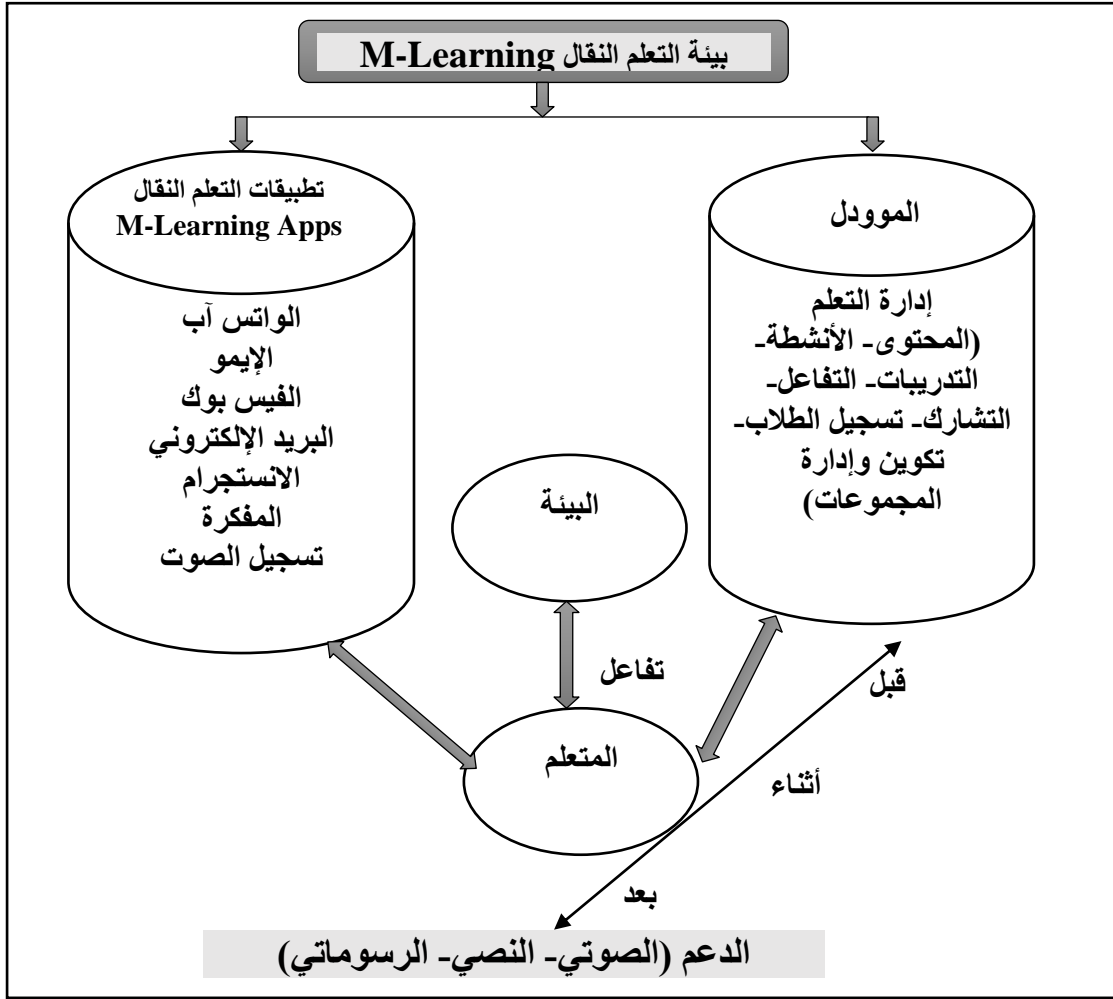 بيئة التعلم النقال M-Learning
الموودل
إدارة التعلم
(المحتوى- الأنشطة-
التدريبات- التفاعل-
التشارك- تسجيل الطلاب-
تكوين وإدارة
المجموعات)
تطبيقات التعلم النقال
M-Learning Apps
الواتس آب
الإيمو
الفيس بوك
البريد الإلكتروني
الانستجرام
المفكرة
تسجيل الصوت
البيئة
تفاعل
المتعلم
قبل
أثناء
بعد
الدعم (الصوتي- النصي- الرسوماتي)